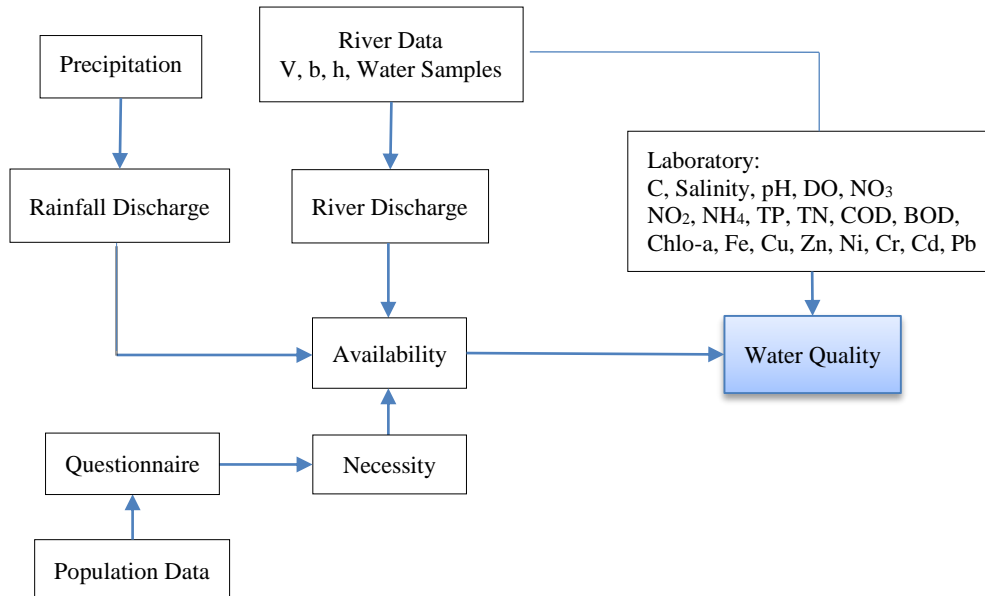 Precipitation
River Data
V, b, h, Water Samples
Laboratory:
C, Salinity, pH, DO, NO3
NO2, NH4, TP, TN, COD, BOD,
Chlo-a, Fe, Cu, Zn, Ni, Cr, Cd, Pb
Rainfall Discharge
River Discharge
Availability
Water Quality
Questionnaire
Necessity
Population Data